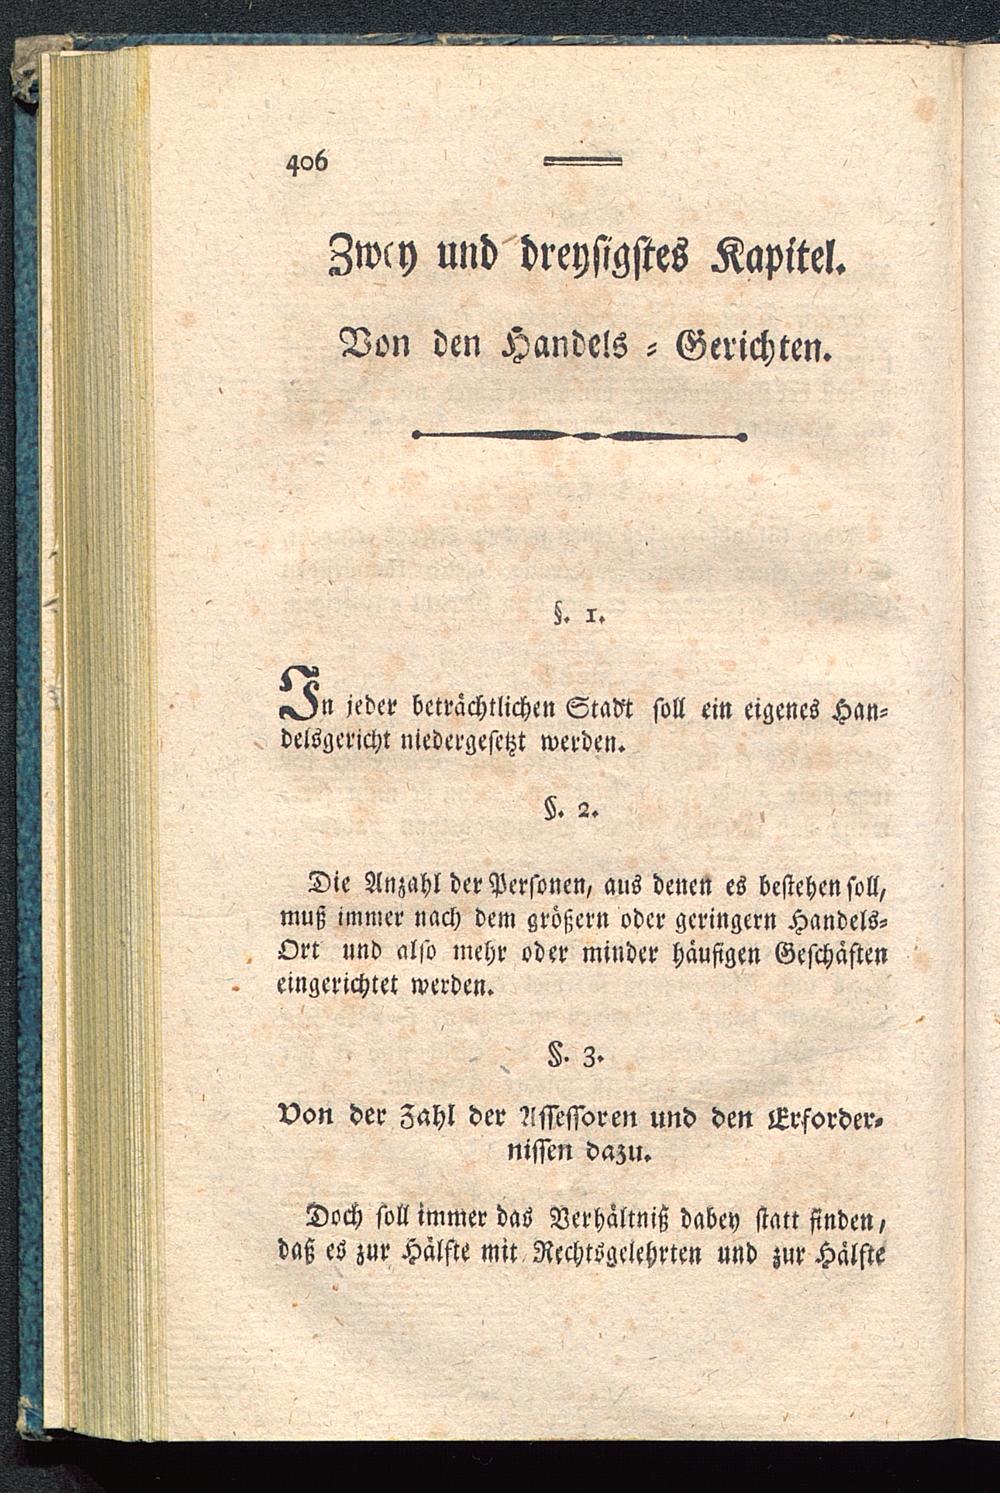 406
Zwey und dreysigstes Kapitel.
Von den Handels-Gerichten.
§. 1.
In jeder beträchtlichen Stadt soll ein eigenes Han-
delsgericht niedergesetzt werden.
§. 2.
Die Anzahl der Personen, aus denen es bestehen soll,
muß immer nach dem größern oder geringern Handels-
Ort und also mehr oder minder häufigen Geschäften
eingerichtet werden.
§. 3.
Von der Zahl der Assessoren und den Erforder-
nissen dazu.
Doch soll immer das Verhältniß dabey statt finden,
daß es zur Hälfte mit Rechtsgelehrten und zur Hälfte